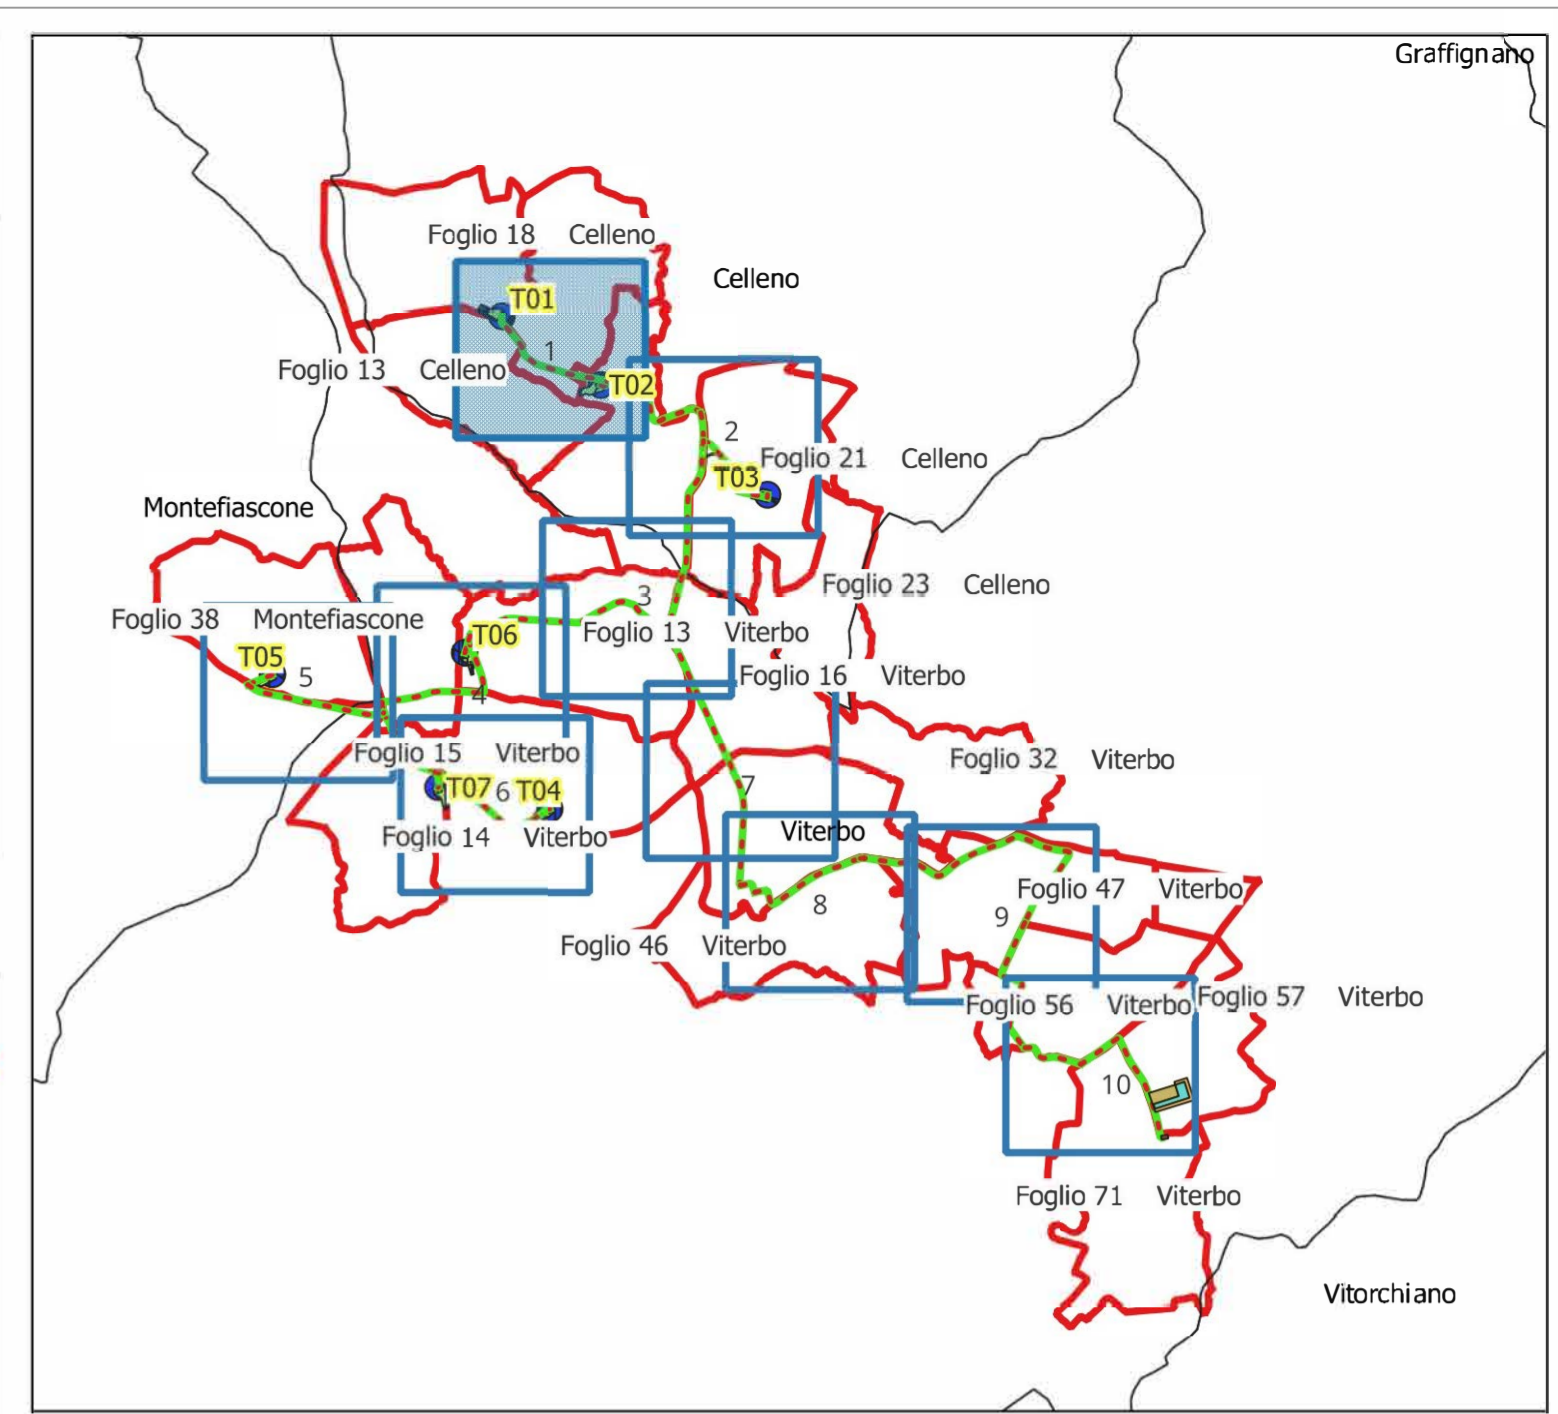 Graffignano
Foglio 18 Celleno
Celleno
T01
1
Foglio 13 Celleno
T02
2
Foglio 21 Celleno
T03
Montefiascone
Foglio 23 Celleno
3
Foglio 38 Montefiascone
Foglio 13 Viterbo
T06
T05
5
Foglio 16 Viterbo
4
Foglio 15 Viterbo
Foglio 32 Viterbo
T07 6 T04
7
Foglio 14 Viterbo
Viterbo
Foglio 47 Viterbo
8
9
Foglio 46 Viterbo
Foglio 56 Viterbo
Foglio 57 Viterbo
10
Foglio 71 Viterbo
Vitorchiano